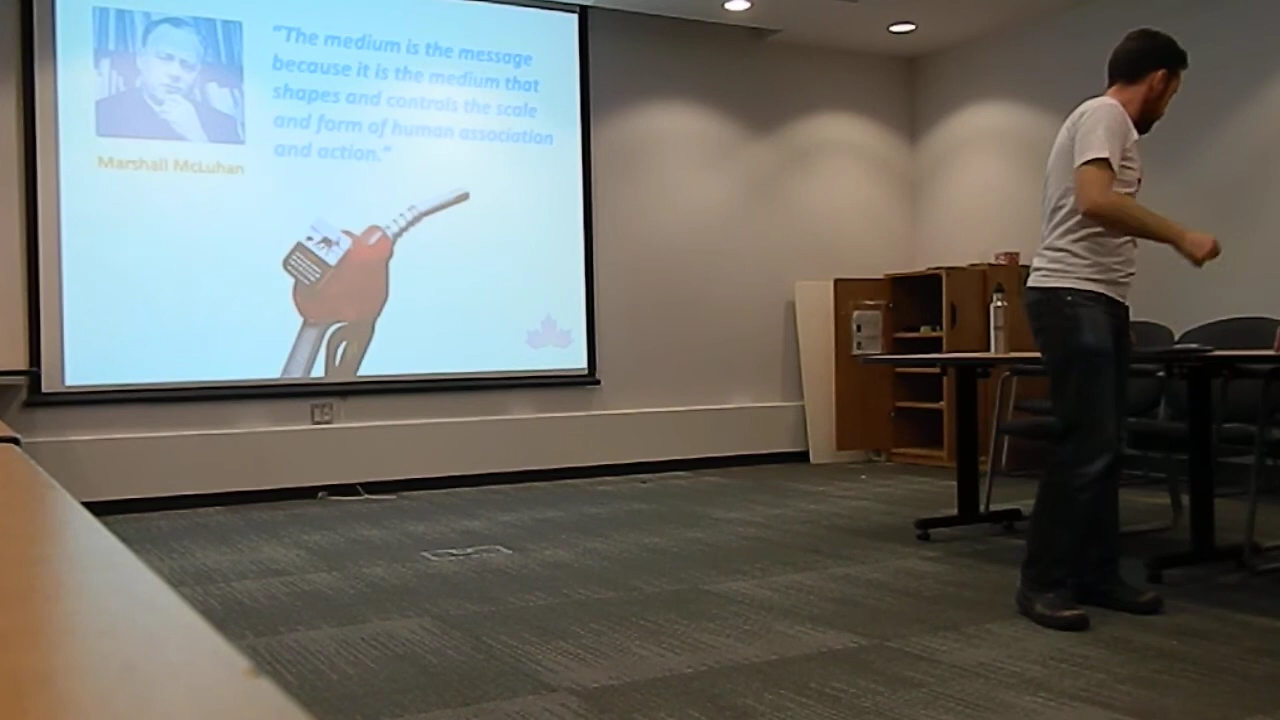 "The medium is the message
because it is the medium that
shapes and controls the scale
and form of human association
and action."
Marshall McLuhan